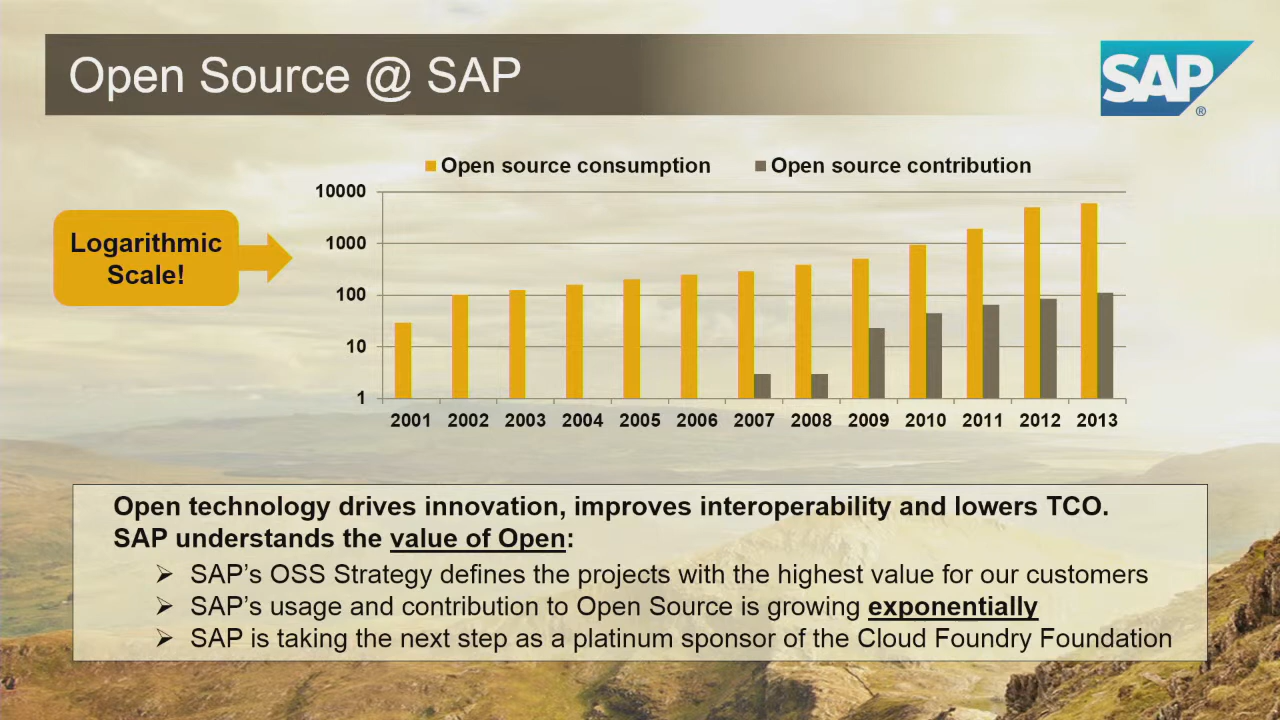 Open Source @ SAP
SAP®
Open source consumption Open source contribution
Logarithmic
Scale!
10000
1000
100
10
1
2001 2002 2003 2004 2005 2006 2007 2008 2009 2010 2011 2012 2013
Open technology drives innovation, improves interoperability and lowers TCO.
SAP understands the value of Open:
➢ SAP’s OSS Strategy defines the projects with the highest value for our customers
➢ SAP’s usage and contribution to Open Source is growing exponentially
➢ SAP is taking the next step as a platinum sponsor of the Cloud Foundry Foundation